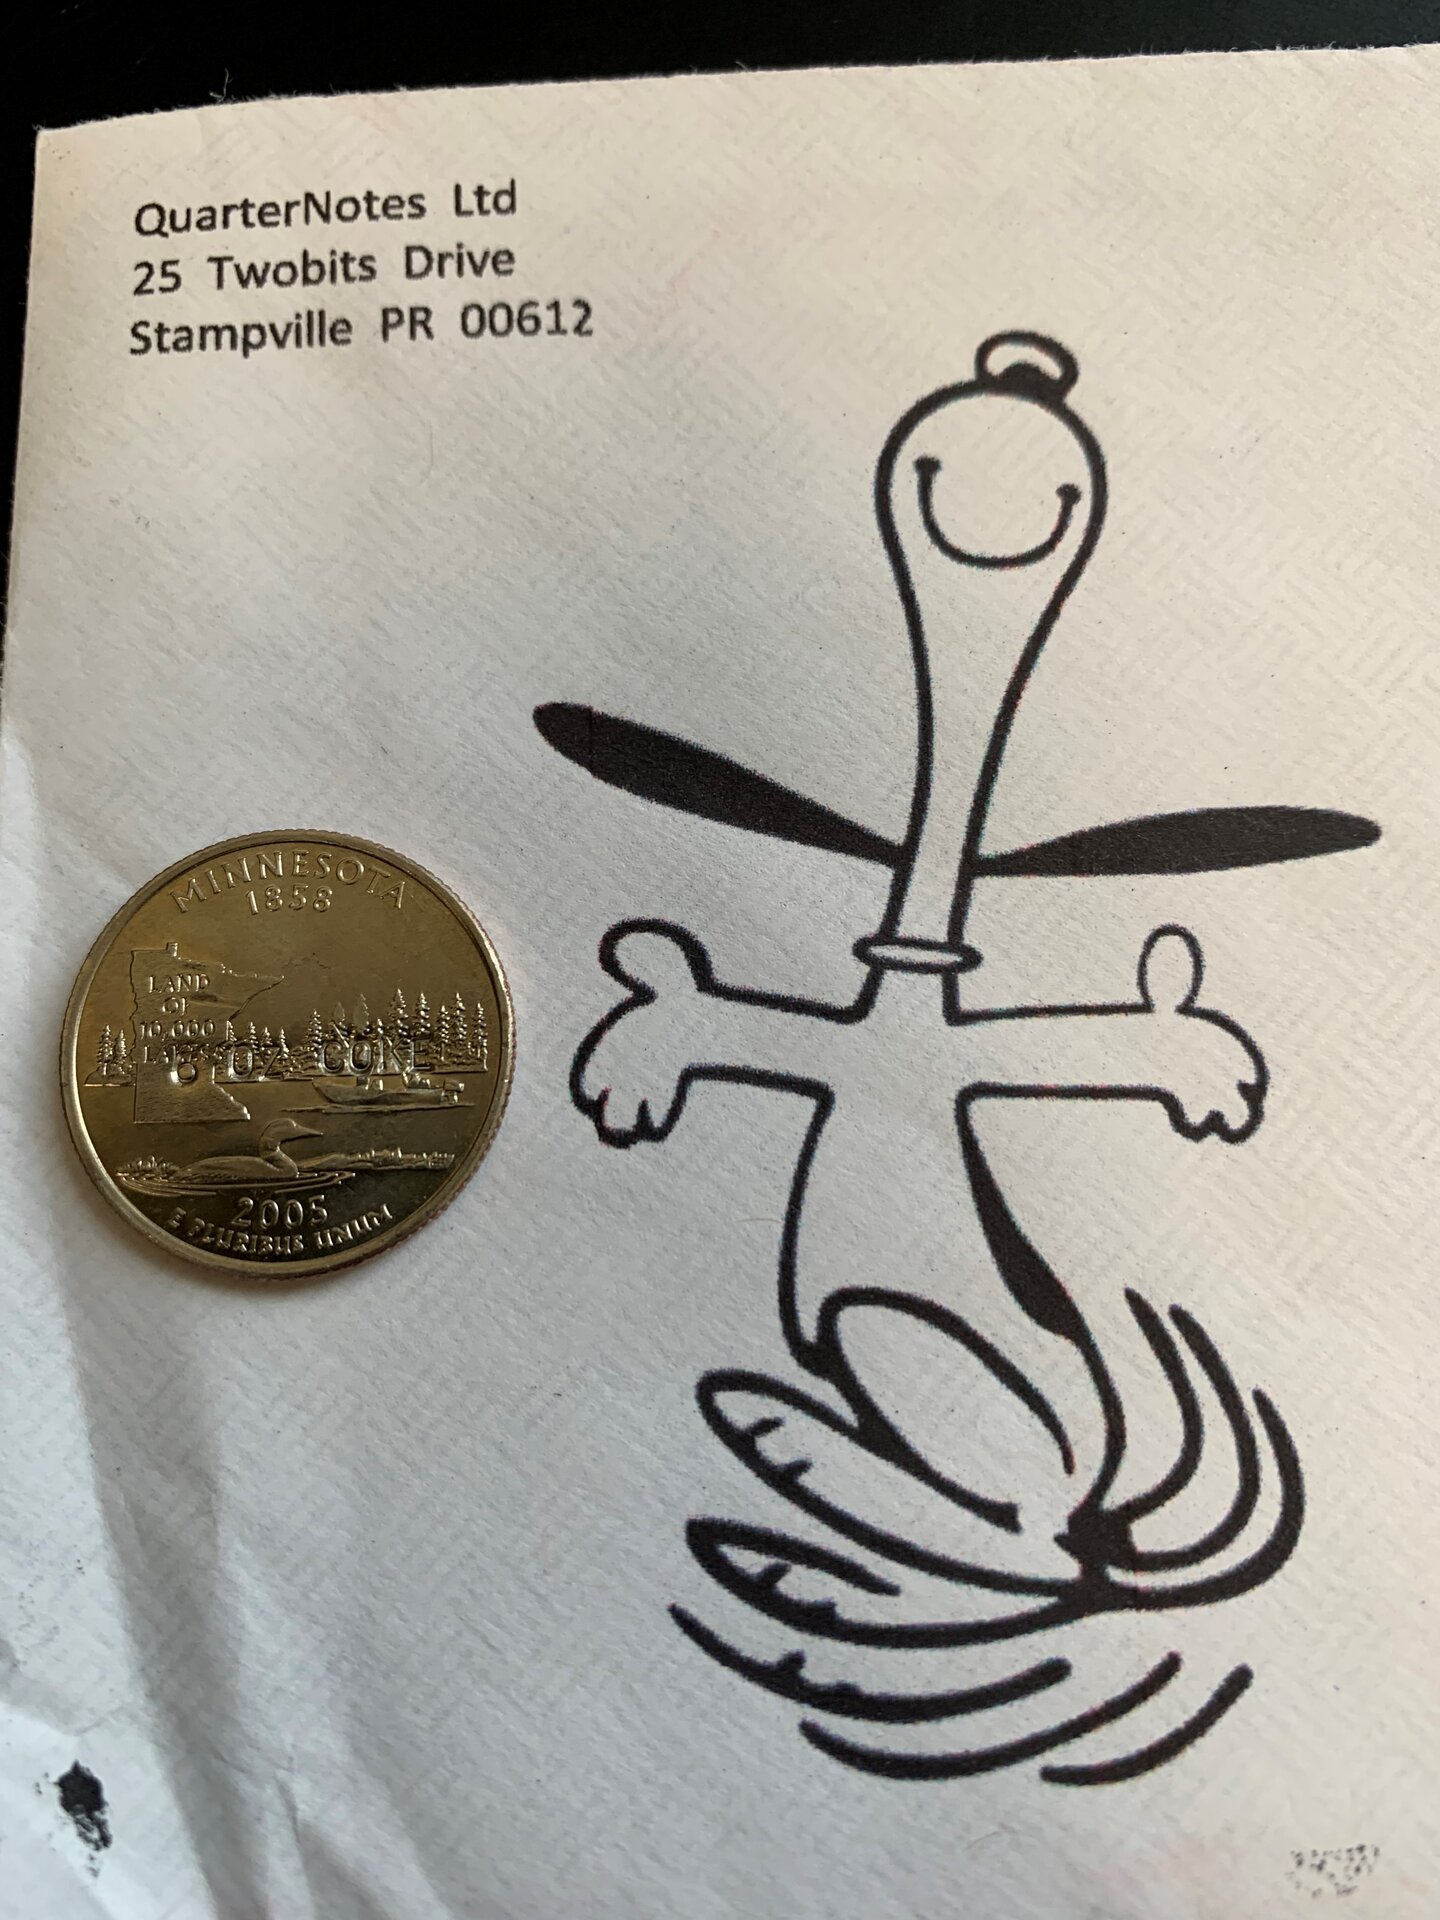 QuarterNotes Ltd
25 Twobits Drive
Stampville PR 00612
MINNESOTA
1858
LAND
OF
10,000
LAKES
6 OZ COKE
2005
E PLURIBUS UNUM